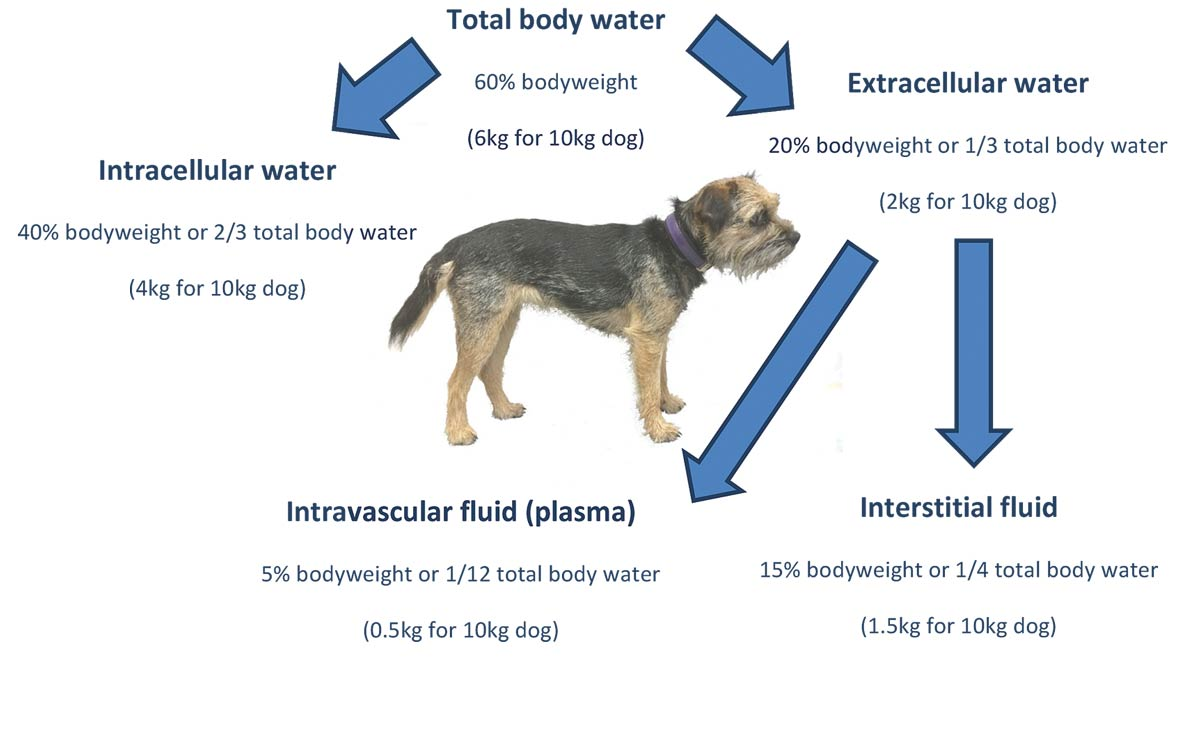 Total body water
60% bodyweight
(6kg for 10kg dog)
Extracellular water
20% bodyweight or 1/3 total body water
(2kg for 10kg dog)
Intracellular water
40% bodyweight or 2/3 total body water
(4kg for 10kg dog)
Intravascular fluid (plasma)
5% bodyweight or 1/12 total body water
(0.5kg for 10kg dog)
Interstitial fluid
15% bodyweight or 1/4 total body water
(1.5kg for 10kg dog)